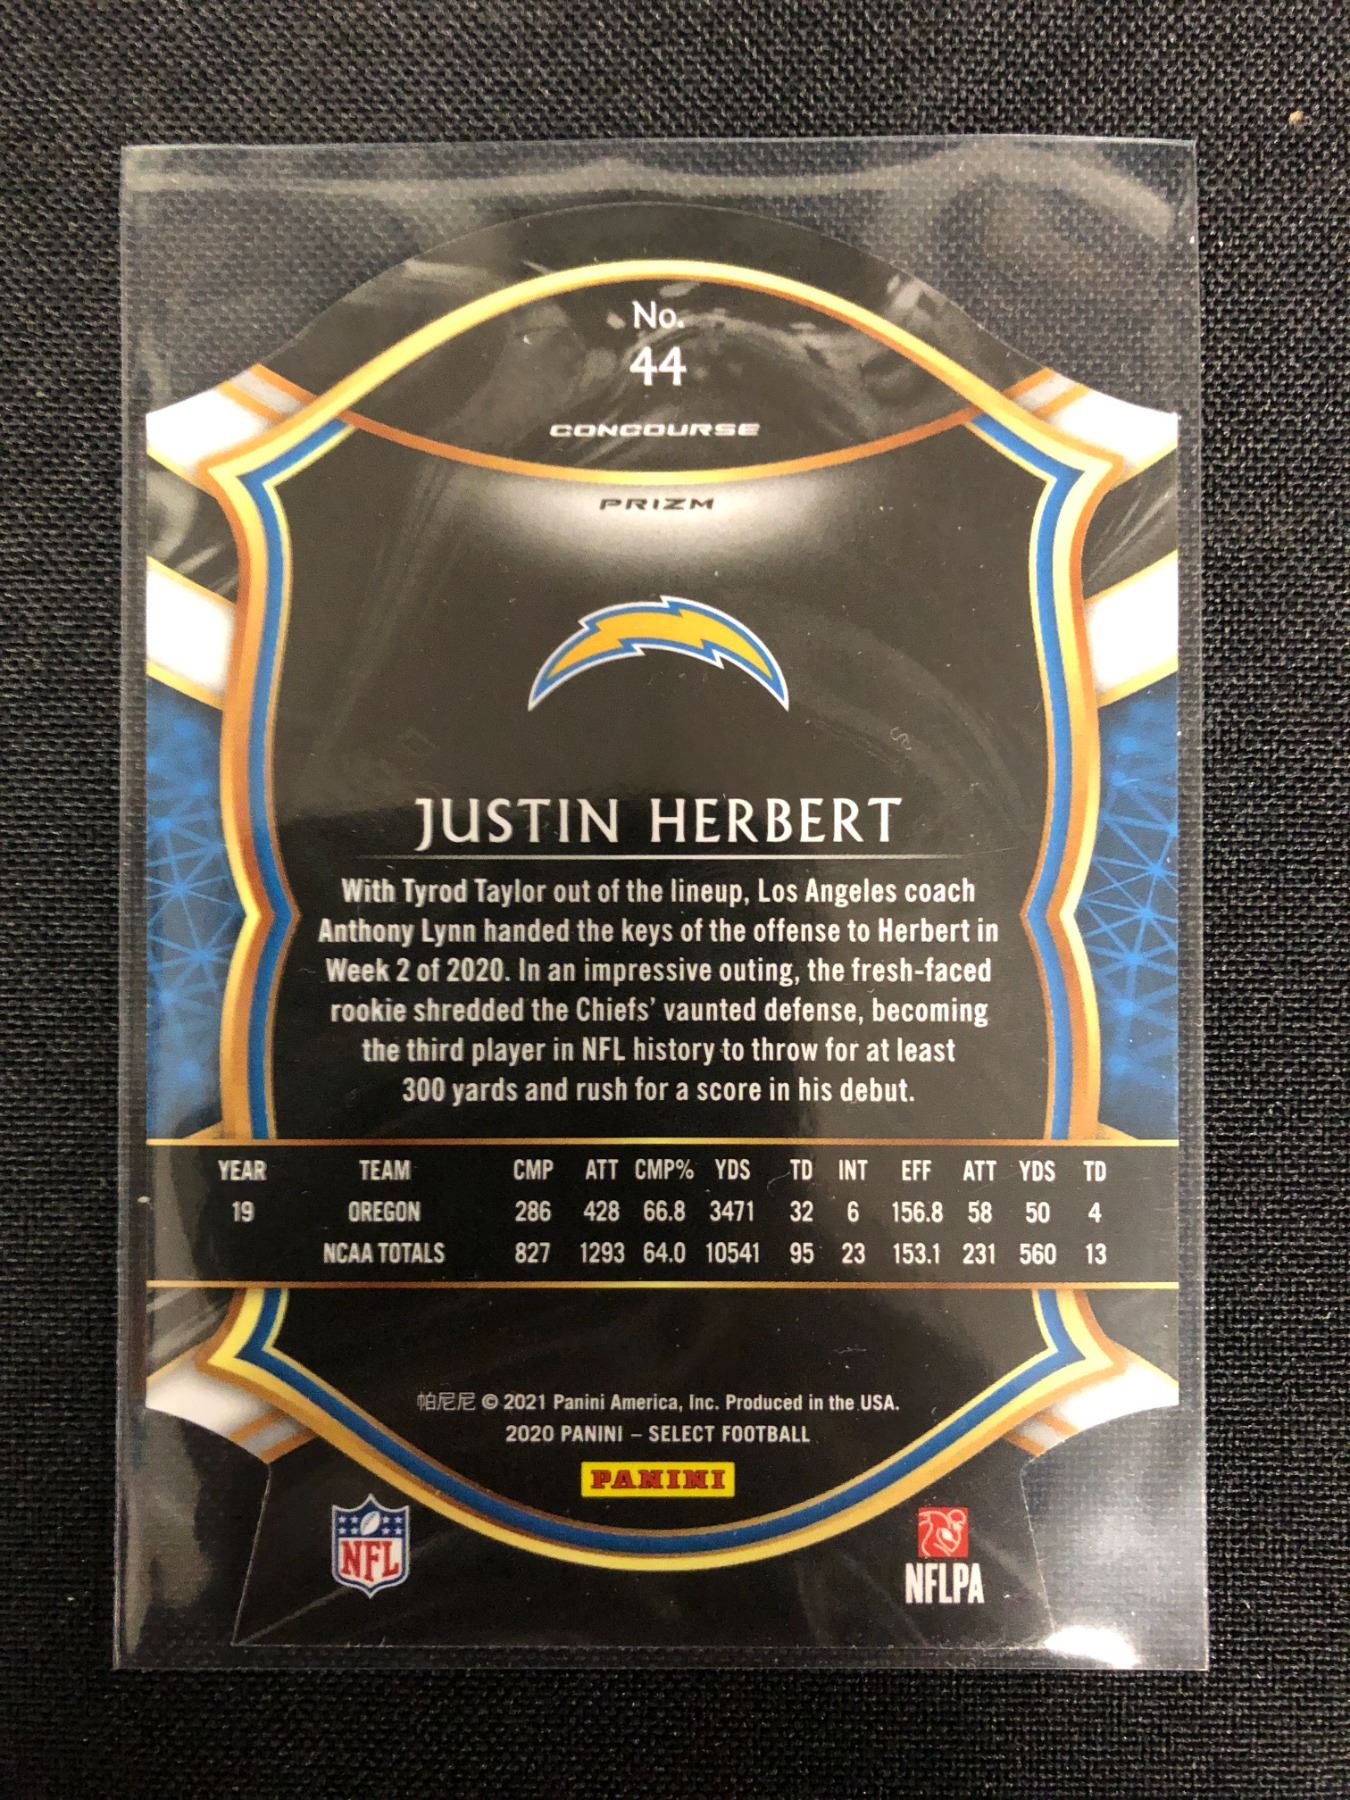 No.
44
CONCOURSE
PRIZM
JUSTIN HERBERT
With Tyrod Taylor out of the lineup, Los Angeles coach
Anthony Lynn handed the keys of the offense to Herbert in
Week 2 of 2020. In an impressive outing, the fresh-faced
rookie shredded the Chiefs' vaunted defense, becoming
the third player in NFL history to throw for at least
300 yards and rush for a score in his debut.
YEAR TEAM CMP ATT CMP% YDS TD INT EFF ATT YDS TD
19 OREGON 286 428 66.8 3471 32 6 156.8 58 50 4
NCAA TOTALS 827 1293 64.0 10541 95 23 153.1 231 560 13
帕尼尼 © 2021 Panini America, Inc. Produced in the USA.
2020 PANINI – SELECT FOOTBALL
PANINI
NFL
NFLPA